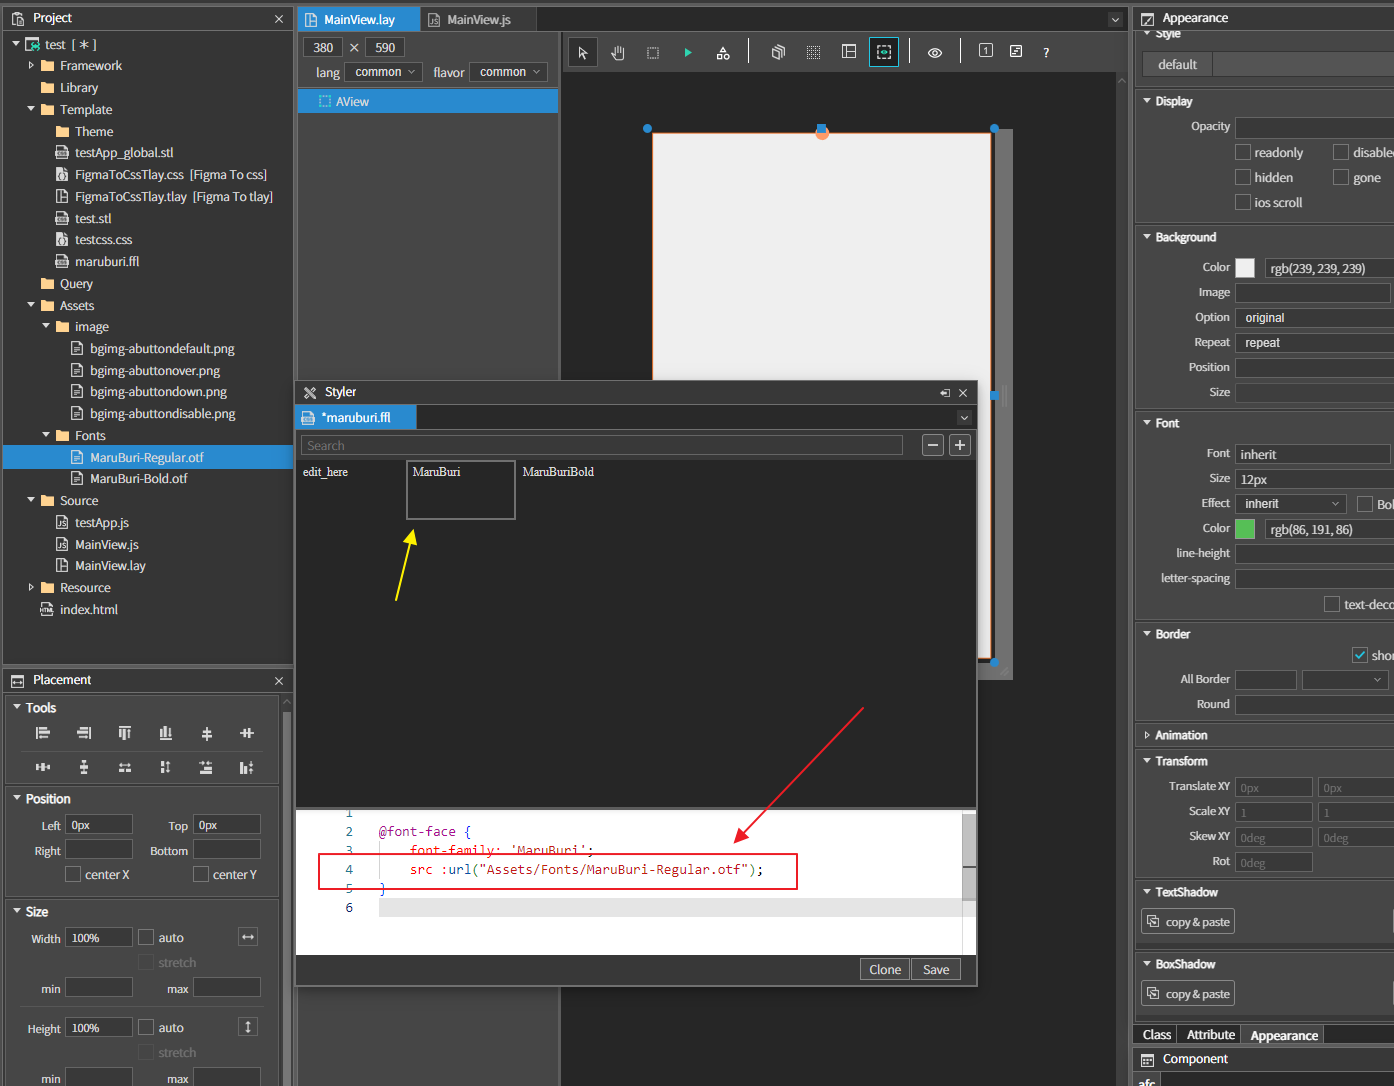 Project
test [ * ]
Framework
Library
Template
Theme
testApp_global.stl
FigmaToCssTlay.css [Figma To css]
FigmaToCssTlay.tlay [Figma To tlay]
test.stl
testcss.css
maruburi.ffl
Query
Assets
image
bgimg-abuttondefault.png
bgimg-abuttonover.png
bgimg-abuttondown.png
bgimg-abuttondisable.png
Fonts
MaruBuri-Regular.otf
MaruBuri-Bold.otf
Source
testApp.js
MainView.js
MainView.lay
Resource
index.html
Placement
Tools
Position
Left 0px Top 0px
Right Bottom
center X center Y
Size
Width 100% auto
stretch
min max
Height 100% auto
stretch
min max
MainView.lay MainView.js
380 × 590
lang common flavor common
AView
1 ?
Styler
*maruburi.ffl
Search
edit_here MaruBuri MaruBuriBold
1
2 @font-face {
3 font-family: 'MaruBuri';
4 src :url("Assets/Fonts/MaruBuri-Regular.otf");
5 }
6
Clone Save
Appearance
Style
default
Display
Opacity
readonly disabled
hidden gone
ios scroll
Background
Color rgb(239, 239, 239)
Image
Option original
Repeat repeat
Position
Size
Font
Font inherit
Size 12px
Effect inherit Bol
Color rgb(86, 191, 86)
line-height
letter-spacing
text-deco
Border
shor
All Border
Round
Animation
Transform
Translate XY 0px 0px
Scale XY 1 1
Skew XY 0deg 0deg
Rot 0deg
TextShadow
copy & paste
BoxShadow
copy & paste
Class Attribute Appearance
Component
afc